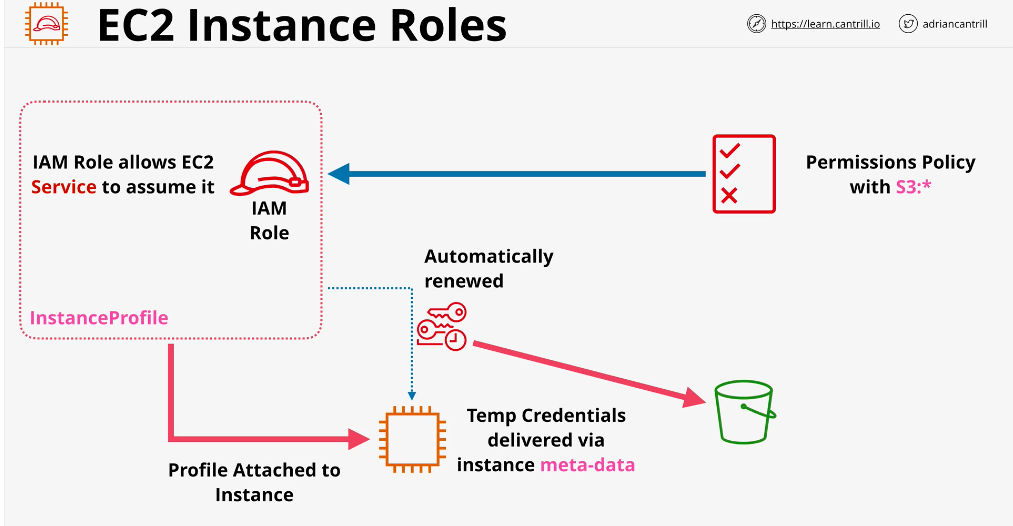 EC2 Instance Roles
https://learn.cantrill.io
adriancantrill
IAM Role allows EC2
Service to assume it
IAM
Role
Permissions Policy
with S3:*
Automatically
renewed
InstanceProfile
Temp Credentials
delivered via
instance meta-data
Profile Attached to
Instance